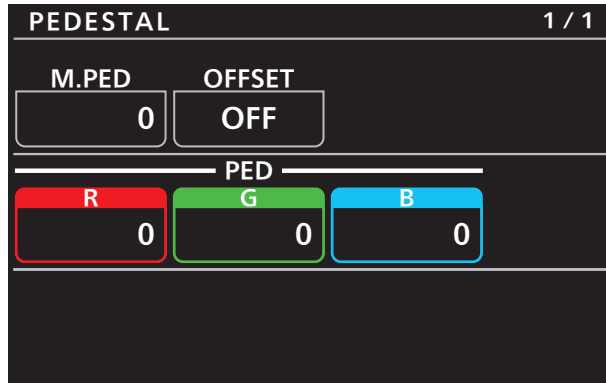 PEDESTAL 1 / 1
M.PED OFFSET
0 OFF
PED
R G B
0 0 0